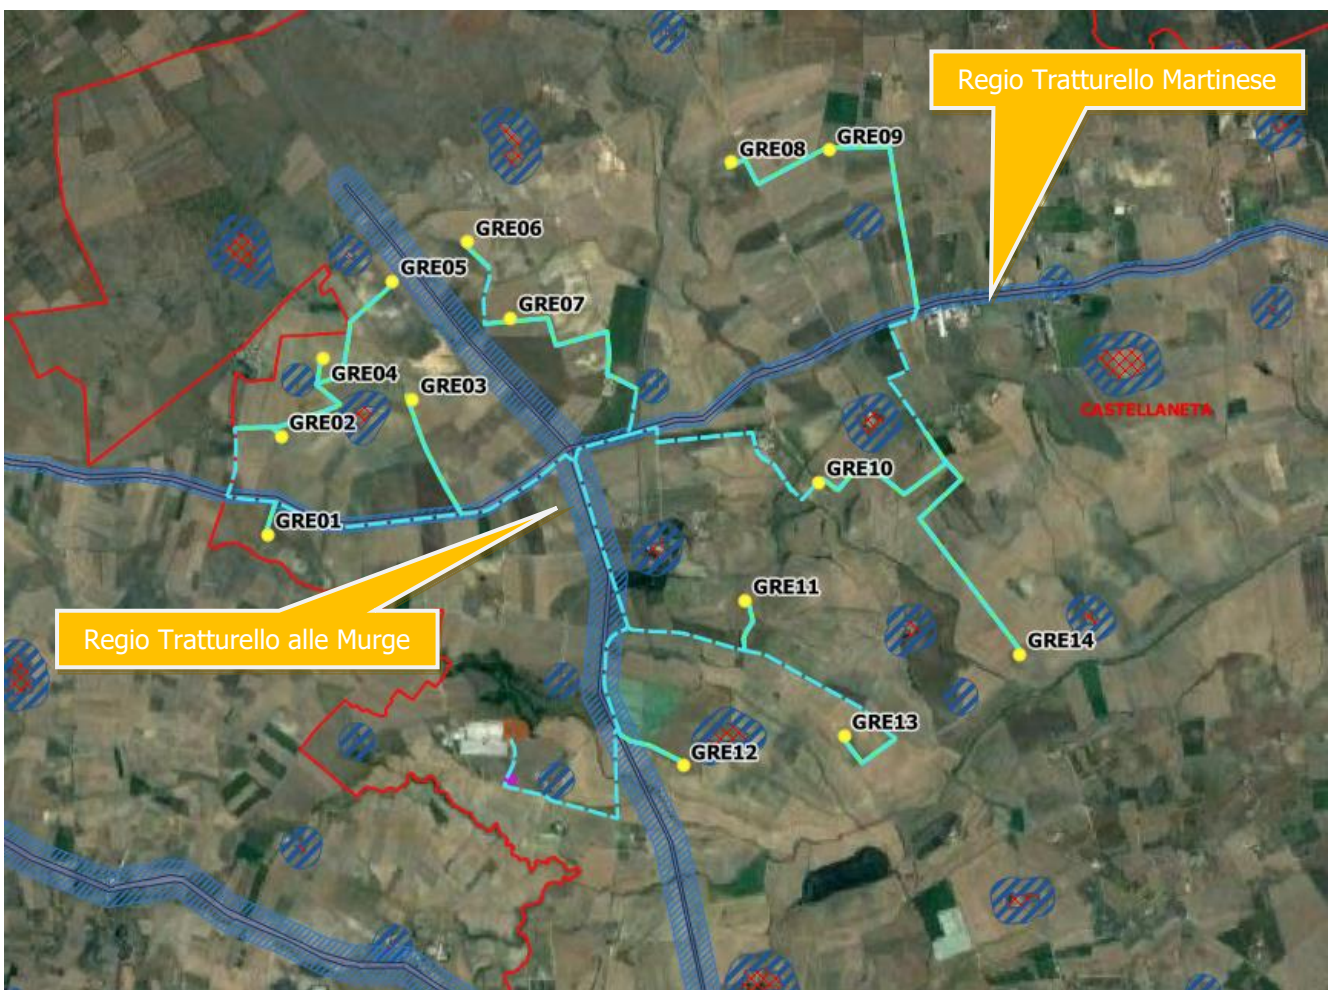 Regio Tratturello Martinese
GRE08
GRE09
GRE06
GRE05
GRE07
GRE04
GRE03
CASTELLANETA
GRE02
GRE10
GRE01
GRE11
Regio Tratturello alle Murge
GRE14
GRE13
GRE12